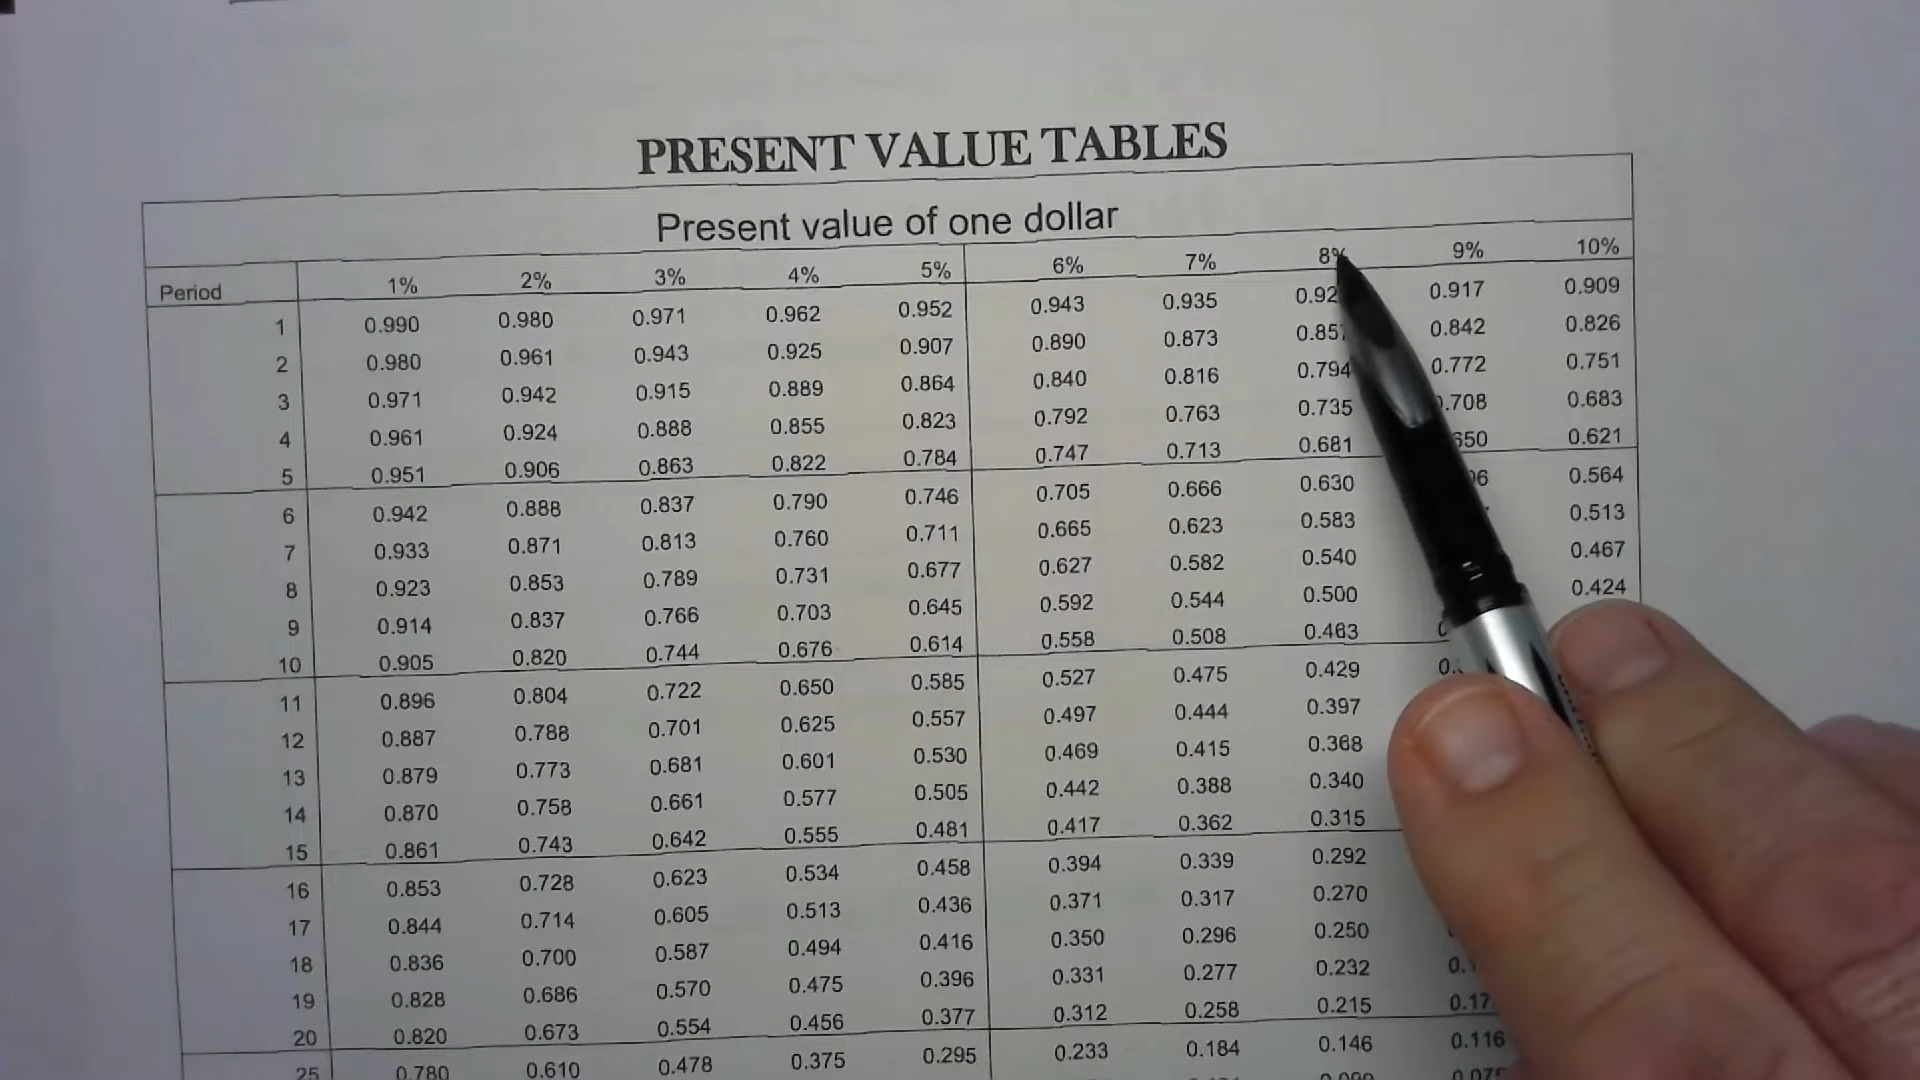 PRESENT VALUE TABLES
Present value of one dollar
Period 1% 2% 3% 4% 5% 6% 7% 8% 9% 10%
1 0.990 0.980 0.971 0.962 0.952 0.943 0.935 0.92 0.917 0.909
2 0.980 0.961 0.943 0.925 0.907 0.890 0.873 0.85 0.842 0.826
3 0.971 0.942 0.915 0.889 0.864 0.840 0.816 0.794 0.772 0.751
4 0.961 0.924 0.888 0.855 0.823 0.792 0.763 0.735 .708 0.683
5 0.951 0.906 0.863 0.822 0.784 0.747 0.713 0.681 650 0.621
6 0.942 0.888 0.837 0.790 0.746 0.705 0.666 0.630 0.564
7 0.933 0.871 0.813 0.760 0.711 0.665 0.623 0.583 0.513
8 0.923 0.853 0.789 0.731 0.677 0.627 0.582 0.540 0.467
9 0.914 0.837 0.766 0.703 0.645 0.592 0.544 0.500 0.424
10 0.905 0.820 0.744 0.676 0.614 0.558 0.508 0.463
11 0.896 0.804 0.722 0.650 0.585 0.527 0.475 0.429
12 0.887 0.788 0.701 0.625 0.557 0.497 0.444 0.397
13 0.879 0.773 0.681 0.601 0.530 0.469 0.415 0.368
14 0.870 0.758 0.661 0.577 0.505 0.442 0.388 0.340
15 0.861 0.743 0.642 0.555 0.481 0.417 0.362 0.315
16 0.853 0.728 0.623 0.534 0.458 0.394 0.339 0.292
17 0.844 0.714 0.605 0.513 0.436 0.371 0.317 0.270
18 0.836 0.700 0.587 0.494 0.416 0.350 0.296 0.250
19 0.828 0.686 0.570 0.475 0.396 0.331 0.277 0.232
20 0.820 0.673 0.554 0.456 0.377 0.312 0.258 0.215 0.17
25 0.780 0.610 0.478 0.375 0.295 0.233 0.184 0.146 0.116